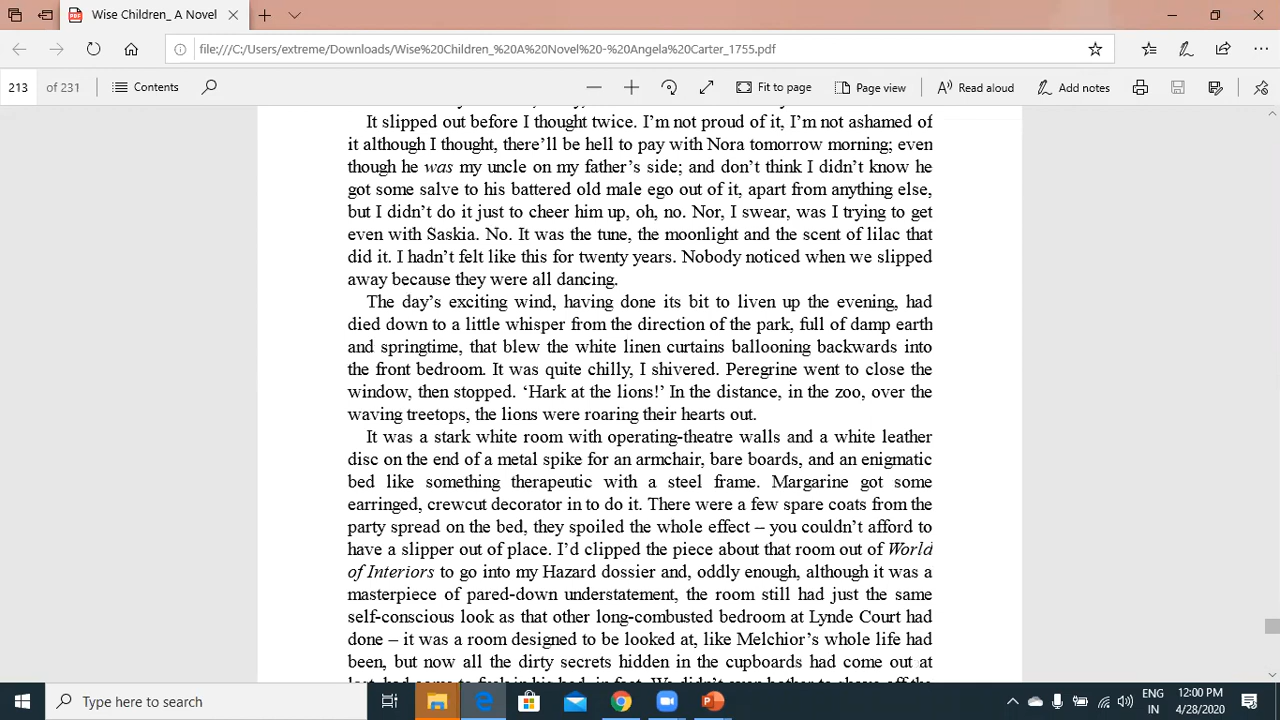 Wise Children_ A Novel
file:///C:/Users/extreme/Downloads/Wise%20Children_%20A%20Novel%20-%20Angela%20Carter_1755.pdf
213 of 231 Contents Fit to page Page view Read aloud Add notes
It slipped out before I thought twice. I’m not proud of it, I’m not ashamed of
it although I thought, there’ll be hell to pay with Nora tomorrow morning; even
though he was my uncle on my father’s side; and don’t think I didn’t know he
got some salve to his battered old male ego out of it, apart from anything else,
but I didn’t do it just to cheer him up, oh, no. Nor, I swear, was I trying to get
even with Saskia. No. It was the tune, the moonlight and the scent of lilac that
did it. I hadn’t felt like this for twenty years. Nobody noticed when we slipped
away because they were all dancing.
The day’s exciting wind, having done its bit to liven up the evening, had
died down to a little whisper from the direction of the park, full of damp earth
and springtime, that blew the white linen curtains ballooning backwards into
the front bedroom. It was quite chilly, I shivered. Peregrine went to close the
window, then stopped. ‘Hark at the lions!’ In the distance, in the zoo, over the
waving treetops, the lions were roaring their hearts out.
It was a stark white room with operating-theatre walls and a white leather
disc on the end of a metal spike for an armchair, bare boards, and an enigmatic
bed like something therapeutic with a steel frame. Margarine got some
earringed, crewcut decorator in to do it. There were a few spare coats from the
party spread on the bed, they spoiled the whole effect – you couldn’t afford to
have a slipper out of place. I’d clipped the piece about that room out of World
of Interiors to go into my Hazard dossier and, oddly enough, although it was a
masterpiece of pared-down understatement, the room still had just the same
self-conscious look as that other long-combusted bedroom at Lynde Court had
done – it was a room designed to be looked at, like Melchior’s whole life had
been, but now all the dirty secrets hidden in the cupboards had come out at
Type here to search
ENG 12:00 PM
IN 4/28/2020